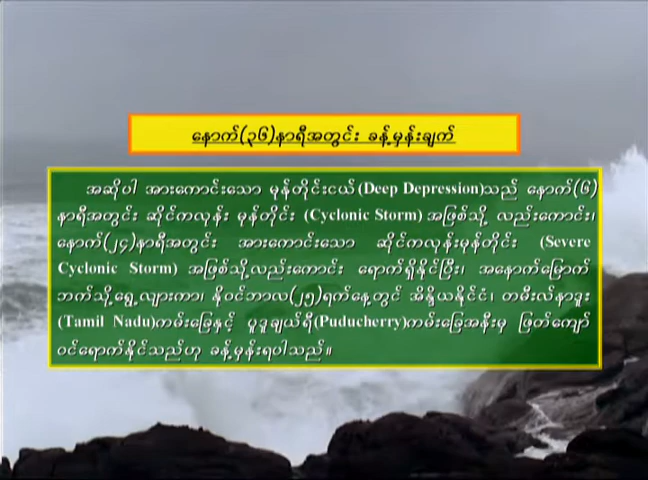 နောက်(၃၆)နာရီအတွင်း ခန့်မှန်းချက်
အဆိုပါ အားကောင်းသော မုန်တိုင်းငယ်(Deep Depression)သည် နောက်(၆)
နာရီအတွင်း ဆိုင်ကလုန်း မုန်တိုင်း (Cyclonic Storm) အဖြစ်သို့ လည်းကောင်း၊
နောက်(၂၄)နာရီအတွင်း အားကောင်းသော ဆိုင်ကလုန်းမုန်တိုင်း (Severe
Cyclonic Storm) အဖြစ်သို့လည်းကောင်း ရောက်ရှိနိုင်ပြီး၊ အနောက်မြောက်
ဘက်သို့ရွေ့လျားကာ၊ နိုဝင်ဘာလ(၂၅)ရက်နေ့တွင် အိန္ဒိယနိုင်ငံ၊ တမီးလ်နာဒူး
(Tamil Nadu)ကမ်းခြေနှင့် ပူဒူချယ်ရီ(Puducherry)ကမ်းခြေအနီးမှ ဖြတ်ကျော်
ဝင်ရောက်နိုင်သည်ဟု ခန့်မှန်းရပါသည်။